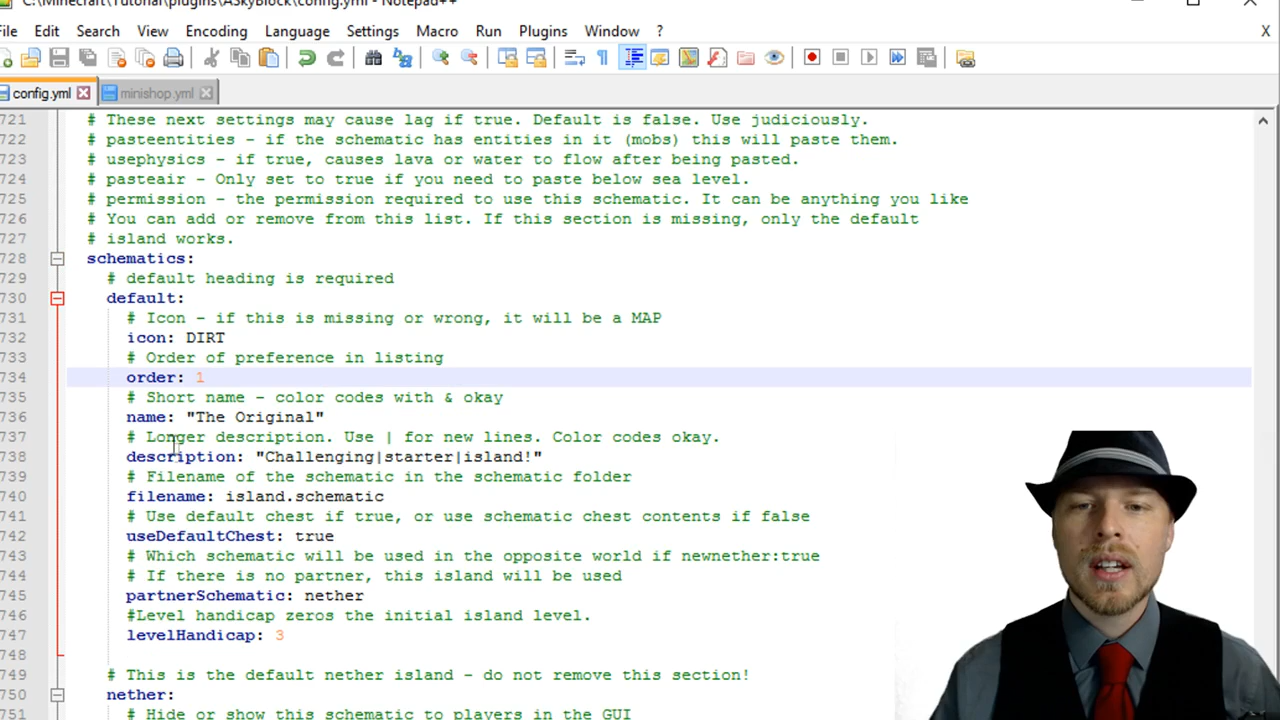 C:\Minecraft\Tutorial\plugins\ASkyBlock\config.yml - Notepad++
File Edit Search View Encoding Language Settings Macro Run Plugins Window ? X
config.yml minishop.yml
721 # These next settings may cause lag if true. Default is false. Use judiciously.
722 # pasteentities - if the schematic has entities in it (mobs) this will paste them.
723 # usephysics - if true, causes lava or water to flow after being pasted.
724 # pasteair - Only set to true if you need to paste below sea level.
725 # permission - the permission required to use this schematic. It can be anything you like
726 # You can add or remove from this list. If this section is missing, only the default
727 # island works.
728 schematics:
729 # default heading is required
730 default:
731 # Icon - if this is missing or wrong, it will be a MAP
732 icon: DIRT
733 # Order of preference in listing
734 order: 1
735 # Short name - color codes with & okay
736 name: "The Original"
737 # Longer description. Use | for new lines. Color codes okay.
738 description: "Challenging|starter|island!"
739 # Filename of the schematic in the schematic folder
740 filename: island.schematic
741 # Use default chest if true, or use schematic chest contents if false
742 useDefaultChest: true
743 # Which schematic will be used in the opposite world if newnether:true
744 # If there is no partner, this island will be used
745 partnerSchematic: nether
746 #Level handicap zeros the initial island level.
747 levelHandicap: 3
748
749 # This is the default nether island - do not remove this section!
750 nether:
751 # Hide or show this schematic to players in the GUI